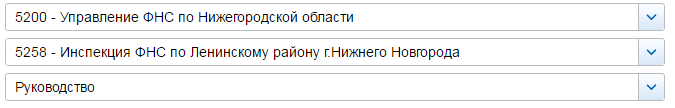 5200 - Управление ФНС по Нижегородской области
5258 - Инспекция ФНС по Ленинскому району г.Нижнего Новгорода
Руководство